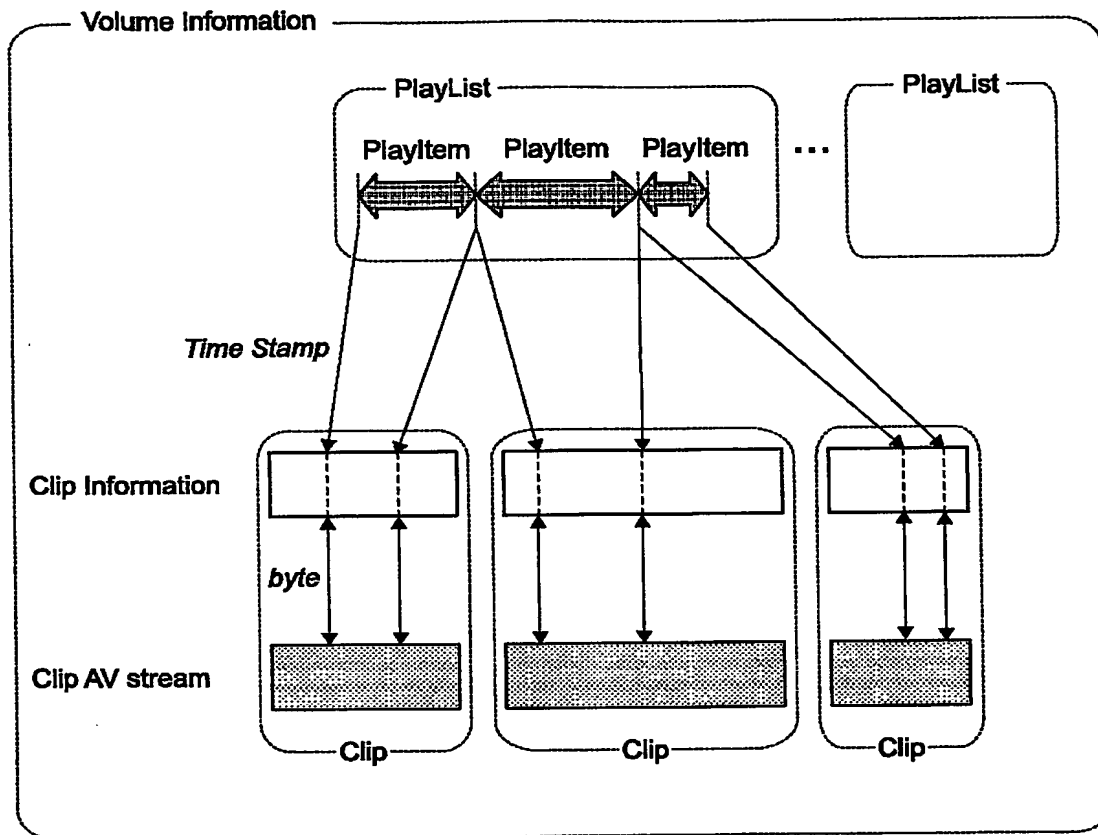 Volume Information
PlayList
PlayList
PlayItem PlayItem PlayItem
...
Time Stamp
Clip Information
byte
Clip AV stream
Clip
Clip
Clip